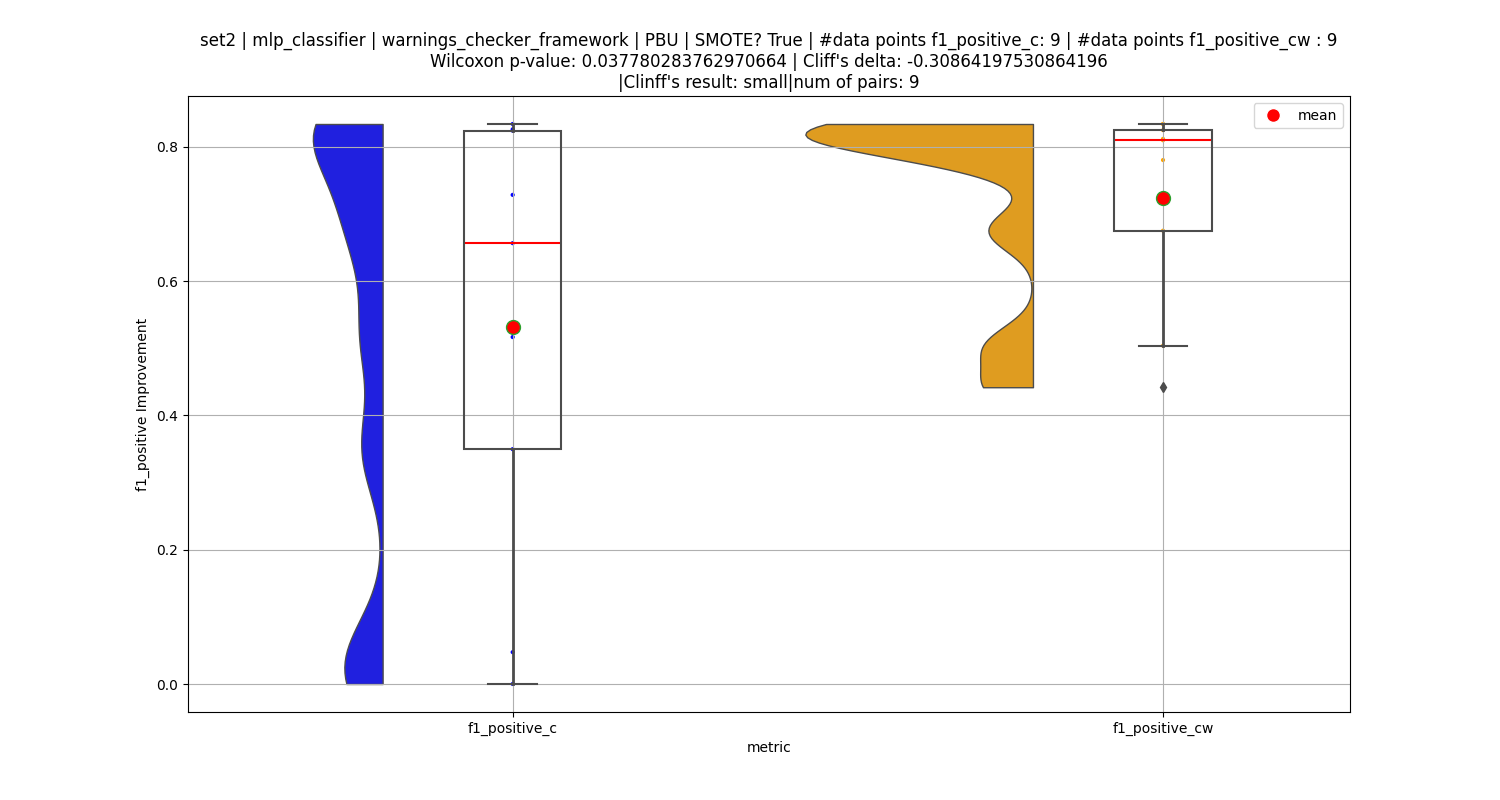 set2 | mlp_classifier | warnings_checker_framework | PBU | SMOTE? True | #data points f1_positive_c: 9 | #data points f1_positive_cw : 9
Wilcoxon p-value: 0.037780283762970664 | Cliff's delta: -0.30864197530864196
|Clinff's result: small|num of pairs: 9
mean
0.8
0.6
0.4
0.2
0.0
f1_positive Improvement
f1_positive_c
f1_positive_cw
metric